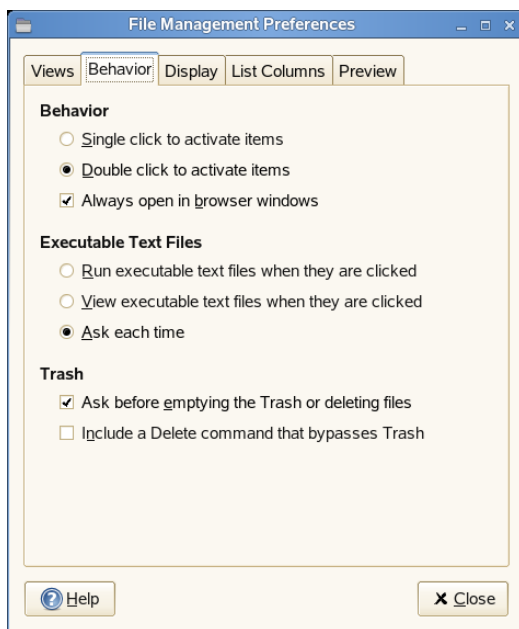 File Management Preferences
Views Behavior Display List Columns Preview
Behavior
Single click to activate items
Double click to activate items
Always open in browser windows
Executable Text Files
Run executable text files when they are clicked
View executable text files when they are clicked
Ask each time
Trash
Ask before emptying the Trash or deleting files
Include a Delete command that bypasses Trash
Help Close